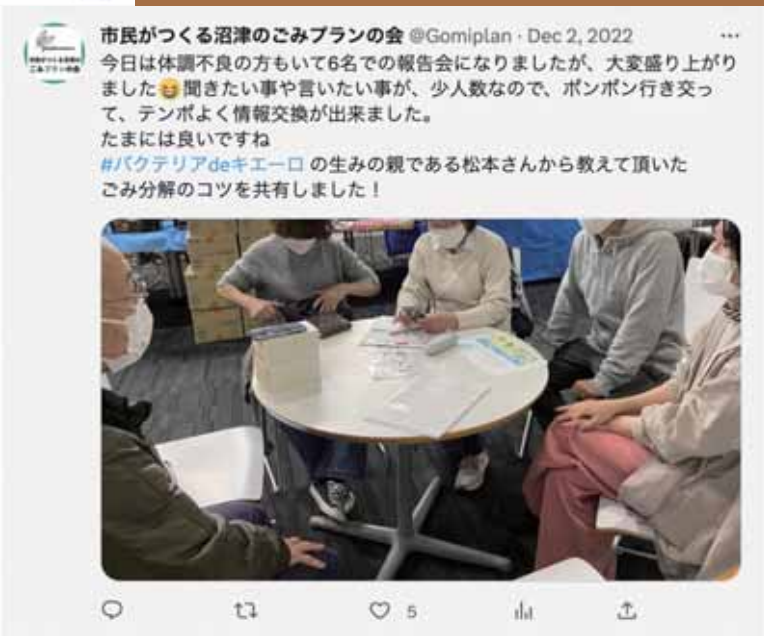 市民がつくる沼津のごみプランの会 @Gomiplan · Dec 2, 2022
今日は体調不良の方もいて6名での報告会になりましたが、大変盛り上がり
ました😆聞きたい事や言いたい事が、少人数なので、ポンポン行き交っ
て、テンポよく情報交換が出来ました。
たまには良いですね
#バクテリアdeキエーロ の生みの親である松本さんから教えて頂いた
ごみ分解のコツを共有しました！
5